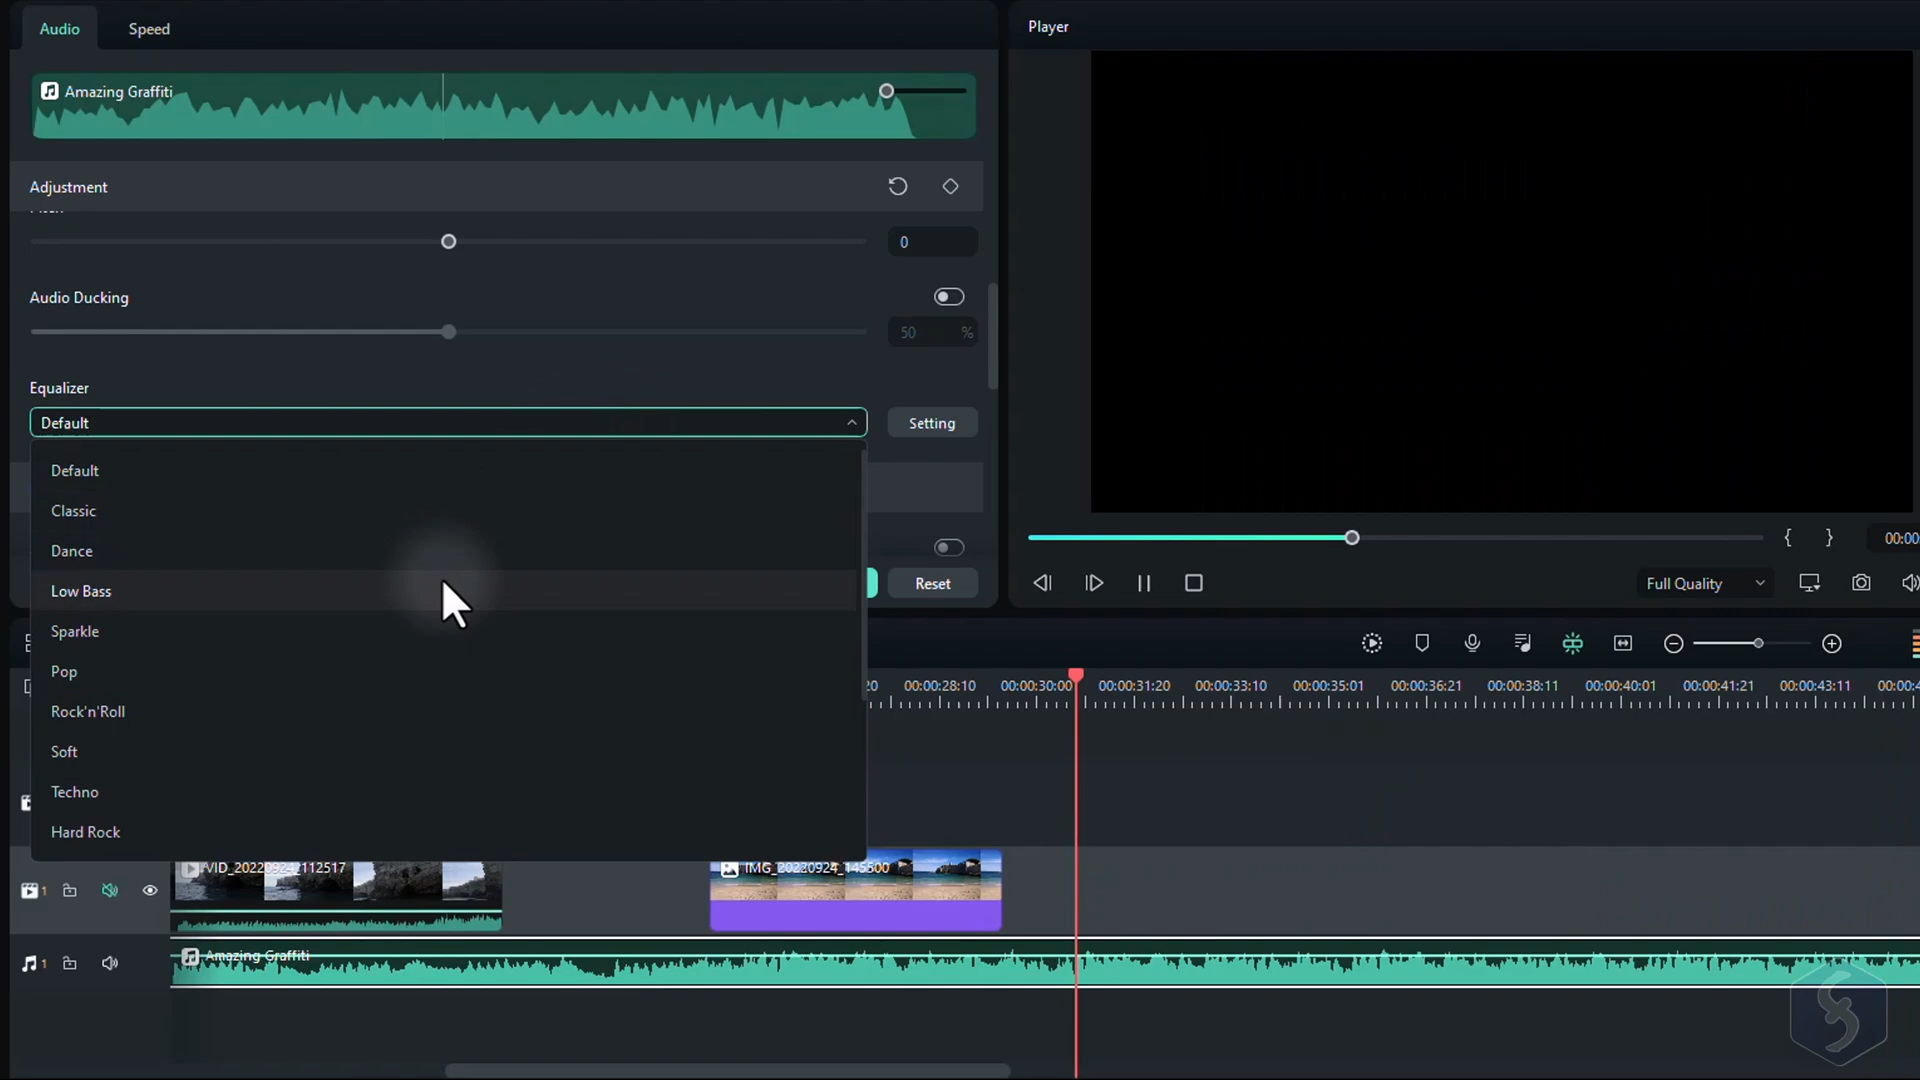 Audio
Speed
Player
Amazing Graffiti
Adjustment
0
Audio Ducking
50 %
Equalizer
Default
Setting
Default
Classic
Dance
Low Bass
Sparkle
Pop
Rock'n'Roll
Soft
Techno
Hard Rock
Reset
{ }
00:00
Full Quality
20 00:00:28:10 00:00:30:00 00:00:31:20 00:00:33:10 00:00:35:01 00:00:36:21 00:00:38:11 00:00:40:01 00:00:41:21 00:00:43:11 00:00:4
VID_20220924_112517
IMG_20220924_145500
1
1
Amazing Graffiti